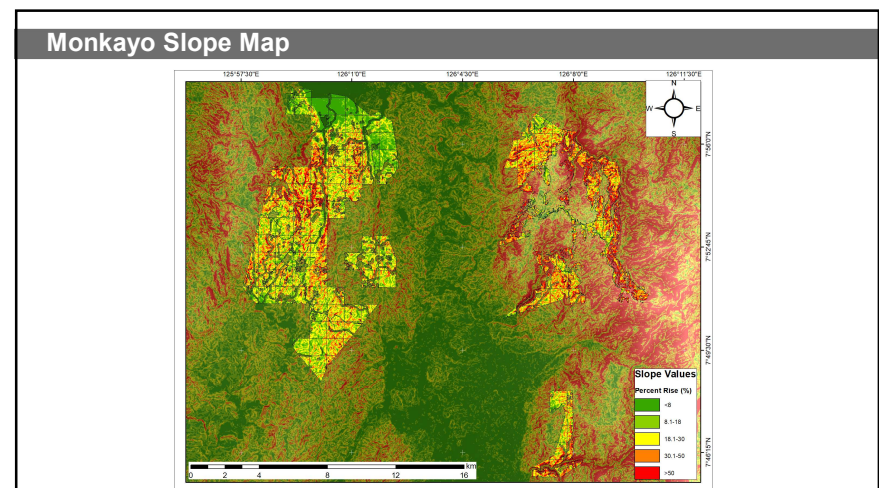 Monkayo Slope Map
125°57'30"E 126°1'0"E 126°4'30"E 126°8'0"E 126°11'30"E
N
W E
S
7°56'0"N
7°52'45"N
7°49'30"N
7°46'15"N
Slope Values
Percent Rise (%)
<8
8.1-18
18.1-30
30.1-50
>50
km
0 2 4 8 12 16